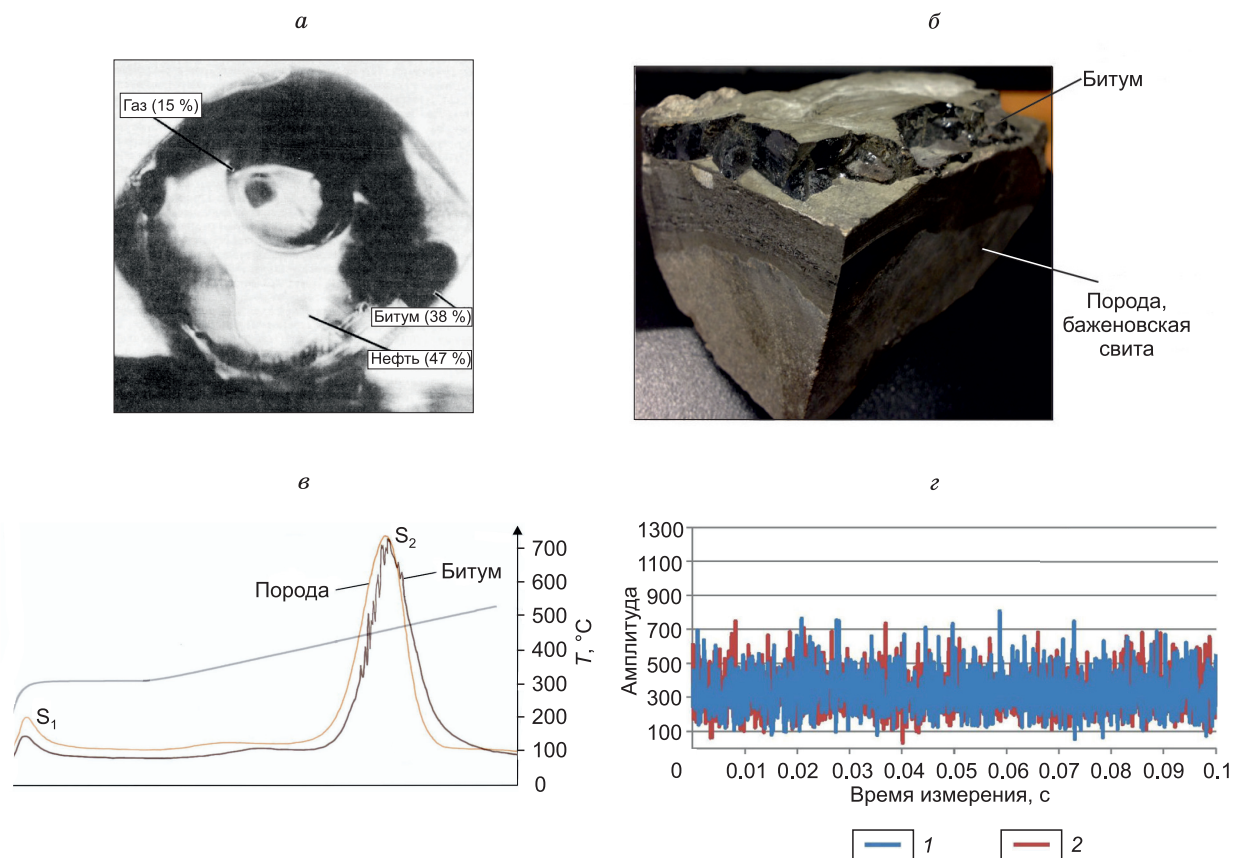 а
Газ (15 %)
Битум (38 %)
Нефть (47 %)
б
Битум
Порода,
баженовская
свита
в
S₁
Порода
S₂
Битум
700
600
500
400
300
200
100
0
T, °C
г
Амплитуда
1300
1100
900
700
500
300
100
0 0.01 0.02 0.03 0.04 0.05 0.06 0.07 0.08 0.09 0.1
Время измерения, с
1 2